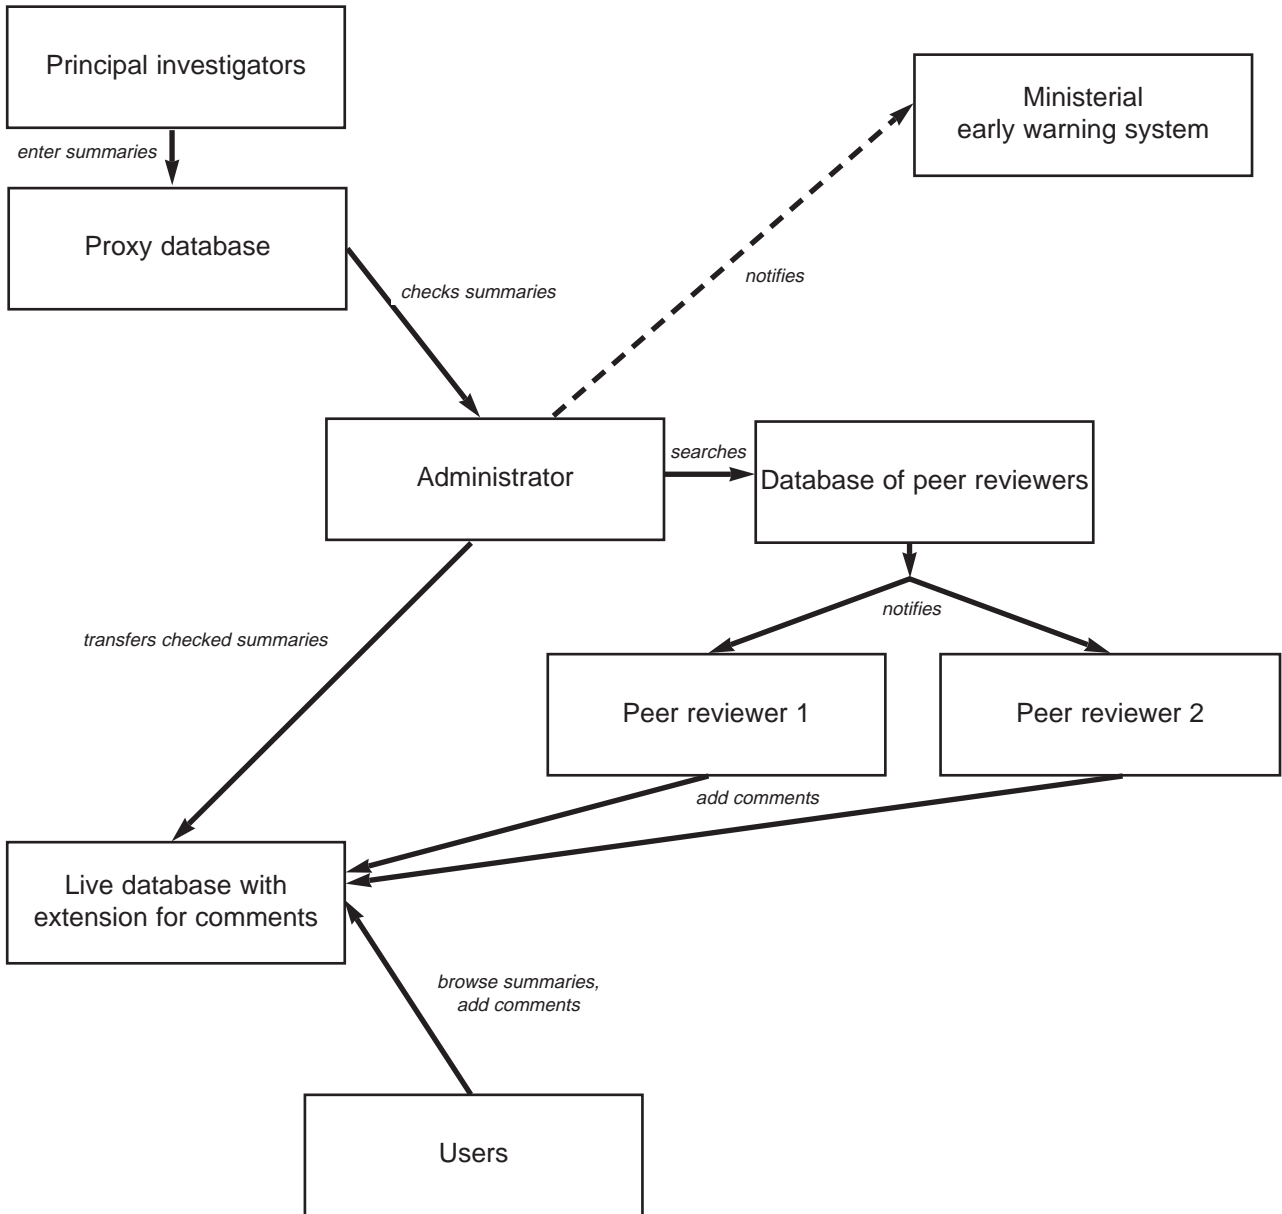 Principal investigators
Ministerial
early warning system
enter summaries
Proxy database
checks summaries
notifies
Administrator
searches
Database of peer reviewers
notifies
transfers checked summaries
Peer reviewer 1
Peer reviewer 2
add comments
Live database with
extension for comments
browse summaries,
add comments
Users